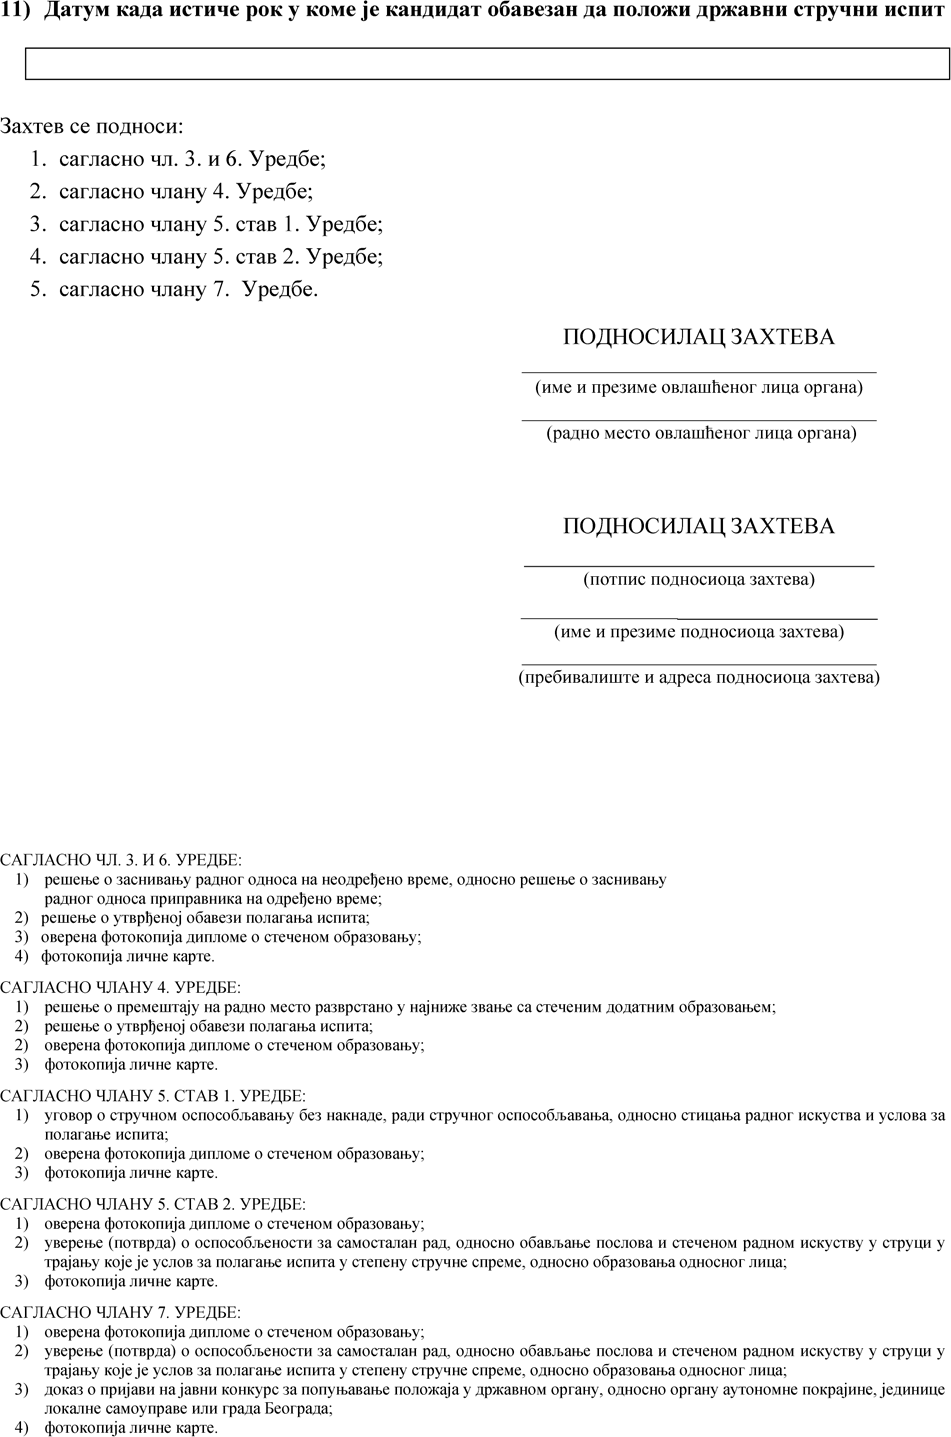 11) Датум када истиче рок у коме је кандидат обавезан да положи државни стручни испит
Захтев се подноси:
1. сагласно чл. 3. и 6. Уредбе;
2. сагласно члану 4. Уредбе;
3. сагласно члану 5. став 1. Уредбе;
4. сагласно члану 5. став 2. Уредбе;
5. сагласно члану 7. Уредбе.
ПОДНОСИЛАЦ ЗАХТЕВА
(име и презиме овлашћеног лица органа)
(радно место овлашћеног лица органа)
ПОДНОСИЛАЦ ЗАХТЕВА
(потпис подносиоца захтева)
(име и презиме подносиоца захтева)
(пребивалиште и адреса подносиоца захтева)
САГЛАСНО ЧЛ. 3. И 6. УРЕДБЕ:
1) решење о заснивању радног односа на неодређено време, односно решење о заснивању
радног односа приправника на одређено време;
2) решење о утврђеној обавези полагања испита;
3) оверена фотокопија дипломе о стеченом образовању;
4) фотокопија личне карте.
САГЛАСНО ЧЛАНУ 4. УРЕДБЕ:
1) решење о премештају на радно место разврстано у најниже звање са стеченим додатним образовањем;
2) решење о утврђеној обавези полагања испита;
2) оверена фотокопија дипломе о стеченом образовању;
3) фотокопија личне карте.
САГЛАСНО ЧЛАНУ 5. СТАВ 1. УРЕДБЕ:
1) уговор о стручном оспособљавању без накнаде, ради стручног оспособљавања, односно стицања радног искуства и услова за
полагање испита;
2) оверена фотокопија дипломе о стеченом образовању;
3) фотокопија личне карте.
САГЛАСНО ЧЛАНУ 5. СТАВ 2. УРЕДБЕ:
1) оверена фотокопија дипломе о стеченом образовању;
2) уверење (потврда) о оспособљености за самосталан рад, односно обављање послова и стеченом радном искуству у струци у
трајању које је услов за полагање испита у степену стручне спреме, односно образовања односног лица;
3) фотокопија личне карте.
САГЛАСНО ЧЛАНУ 7. УРЕДБЕ:
1) оверена фотокопија дипломе о стеченом образовању;
2) уверење (потврда) о оспособљености за самосталан рад, односно обављање послова и стеченом радном искуству у струци у
трајању које је услов за полагање испита у степену стручне спреме, односно образовања односног лица;
3) доказ о пријави на јавни конкурс за попуњавање положаја у државном органу, односно органу аутономне покрајине, јединице
локалне самоуправе или града Београда;
4) фотокопија личне карте.